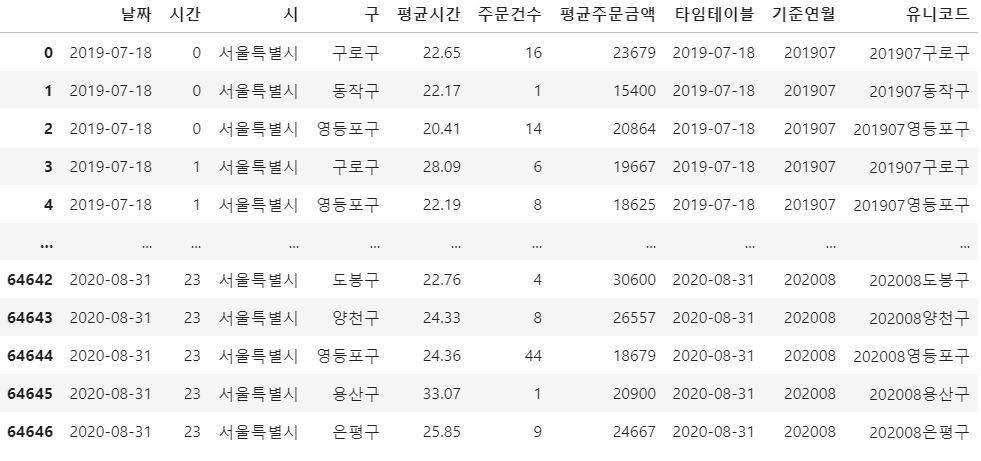 날짜 시간 시 구 평균시간 주문건수 평균주문금액 타임테이블 기준연월 유니코드
0 2019-07-18 0 서울특별시 구로구 22.65 16 23679 2019-07-18 201907 201907구로구
1 2019-07-18 0 서울특별시 동작구 22.17 1 15400 2019-07-18 201907 201907동작구
2 2019-07-18 0 서울특별시 영등포구 20.41 14 20864 2019-07-18 201907 201907영등포구
3 2019-07-18 1 서울특별시 구로구 28.09 6 19667 2019-07-18 201907 201907구로구
4 2019-07-18 1 서울특별시 영등포구 22.19 8 18625 2019-07-18 201907 201907영등포구
... ... ... ... ... ... ... ... ... ... ...
64642 2020-08-31 23 서울특별시 도봉구 22.76 4 30600 2020-08-31 202008 202008도봉구
64643 2020-08-31 23 서울특별시 양천구 24.33 8 26557 2020-08-31 202008 202008양천구
64644 2020-08-31 23 서울특별시 영등포구 24.36 44 18679 2020-08-31 202008 202008영등포구
64645 2020-08-31 23 서울특별시 용산구 33.07 1 20900 2020-08-31 202008 202008용산구
64646 2020-08-31 23 서울특별시 은평구 25.85 9 24667 2020-08-31 202008 202008은평구